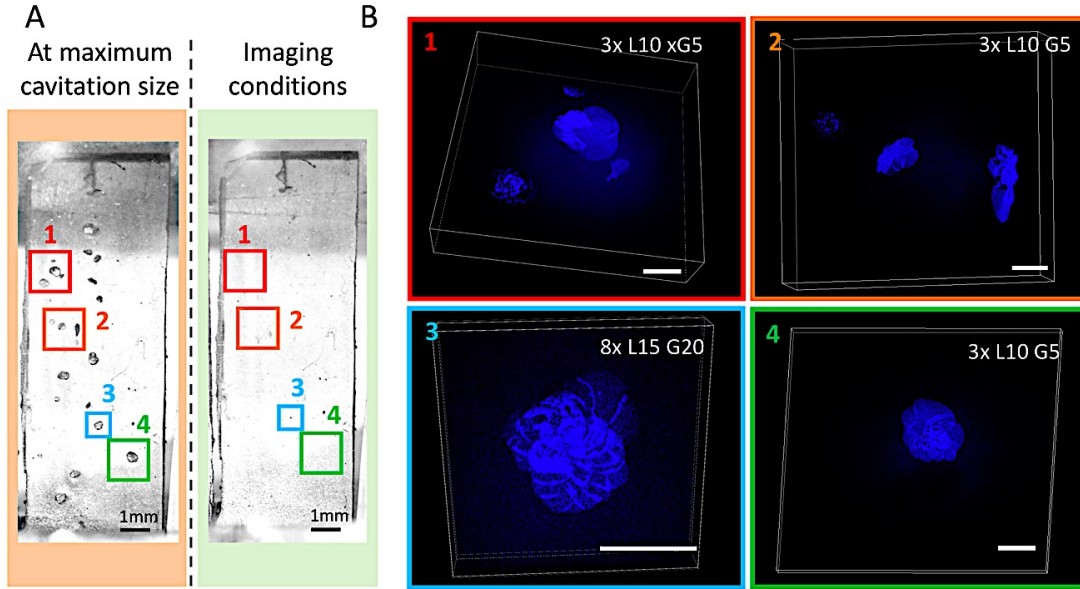 A
B
At maximum
cavitation size
Imaging
conditions
1
2
3
4
1mm
1
2
3
4
1mm
1
3x L10 xG5
2
3x L10 G5
3
8x L15 G20
4
3x L10 G5